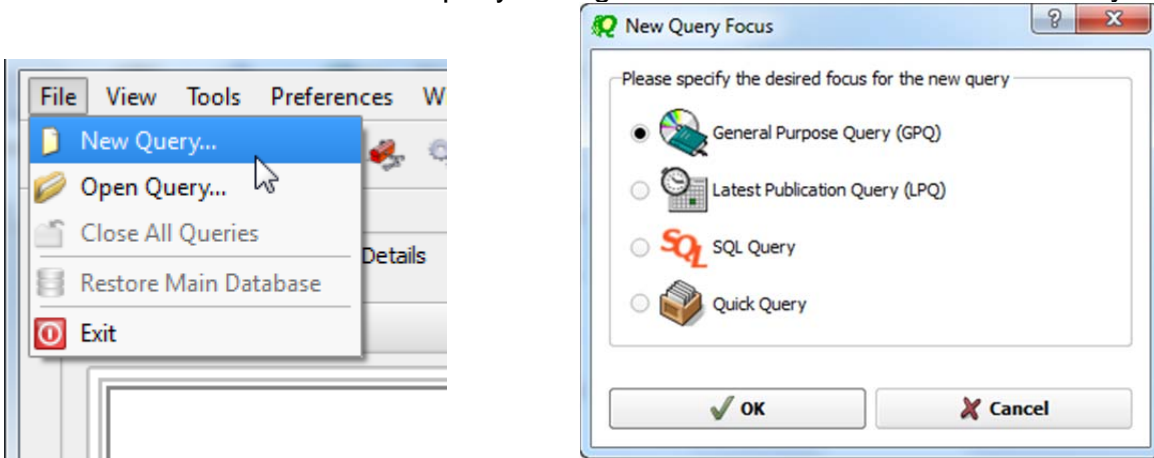 File View Tools Preferences W
New Query...
Open Query...
Close All Queries
Details
Restore Main Database
Exit
New Query Focus
?
Please specify the desired focus for the new query
General Purpose Query (GPQ)
Latest Publication Query (LPQ)
SQL SQL Query
Quick Query
OK Cancel